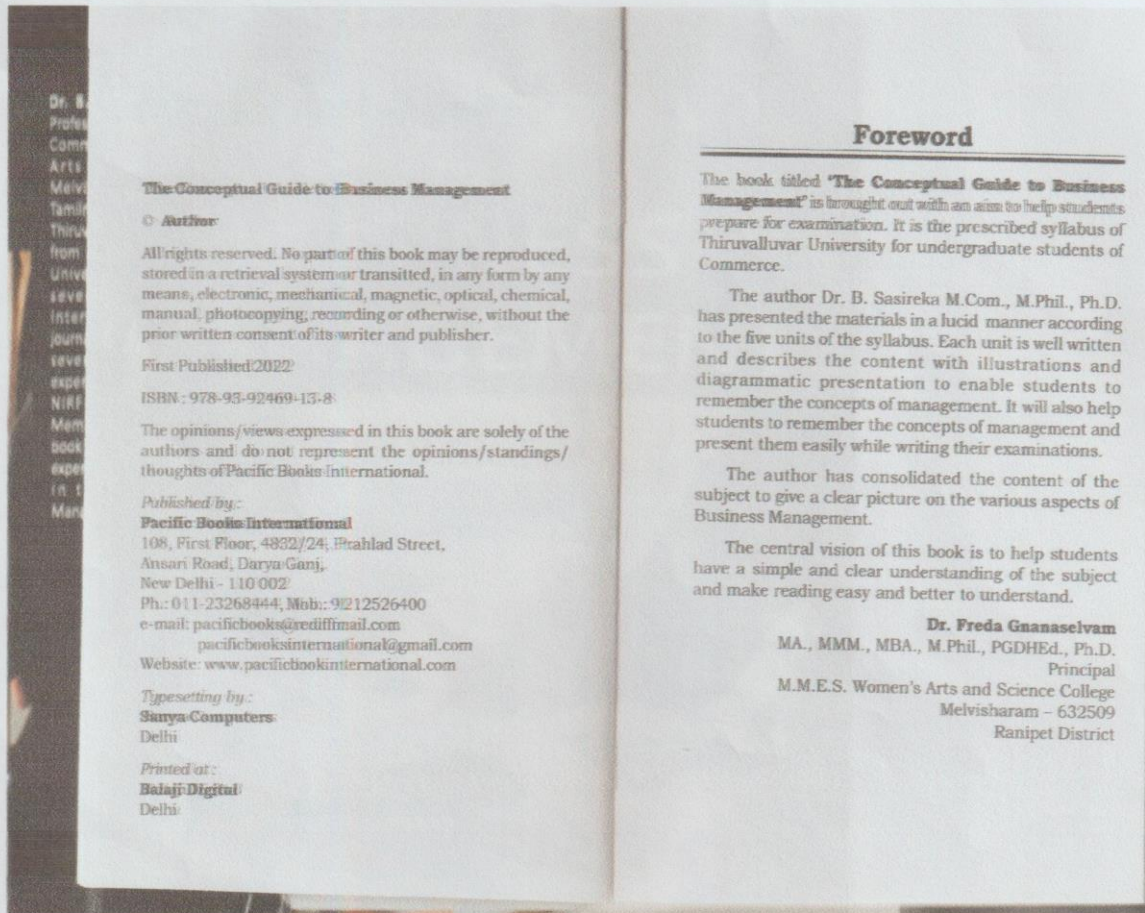 Dr. B.
Arts
from
The Conceptual Guide to Business Management
© Author
All rights reserved. No part of this book may be reproduced,
stored in a retrieval system or transitted, in any form by any
means, electronic, mechanical, magnetic, optical, chemical,
manual, photocopying, recording or otherwise, without the
prior written consent of its writer and publisher.
First Published 2022
ISBN : 978-93-92469-13-8
The opinions/views expressed in this book are solely of the
authors and do not represent the opinions/standings/
thoughts of Pacific Books International.
Published by :
Pacific Books International
108, First Floor, 4832/24, Prahlad Street,
Ansari Road, Darya Ganj,
New Delhi - 110 002
Ph.: 011-23268444, Mob.: 9212526400
e-mail: pacificbooks@rediffmail.com
pacificbooksinternational@gmail.com
Website: www.pacificbookinternational.com
Typesetting by :
Sanya Computers
Delhi
Printed at :
Balaji Digital
Delhi
Foreword
The book titled 'The Conceptual Guide to Business
Management' is brought out with an aim to help students
prepare for examination. It is the prescribed syllabus of
Thiruvalluvar University for undergraduate students of
Commerce.
The author Dr. B. Sasireka M.Com., M.Phil., Ph.D.
has presented the materials in a lucid manner according
to the five units of the syllabus. Each unit is well written
and describes the content with illustrations and
diagrammatic presentation to enable students to
remember the concepts of management. It will also help
students to remember the concepts of management and
present them easily while writing their examinations.
The author has consolidated the content of the
subject to give a clear picture on the various aspects of
Business Management.
The central vision of this book is to help students
have a simple and clear understanding of the subject
and make reading easy and better to understand.
Dr. Freda Gnanaselvam
MA., MMM., MBA., M.Phil., PGDHEd., Ph.D.
Principal
M.M.E.S. Women's Arts and Science College
Melvisharam – 632509
Ranipet District